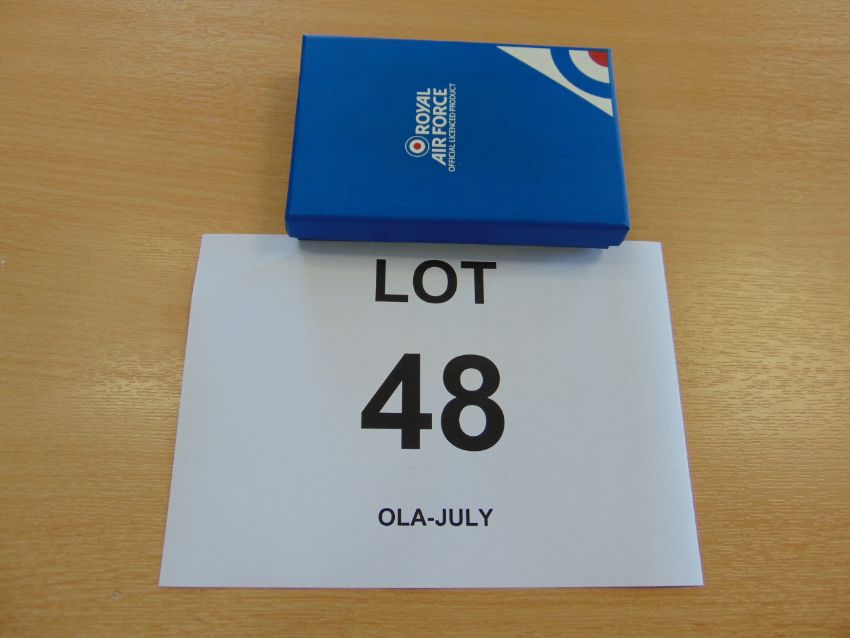 ROYAL
AIR FORCE
OFFICIAL LICENCED PRODUCT
LOT
48
OLA-JULY